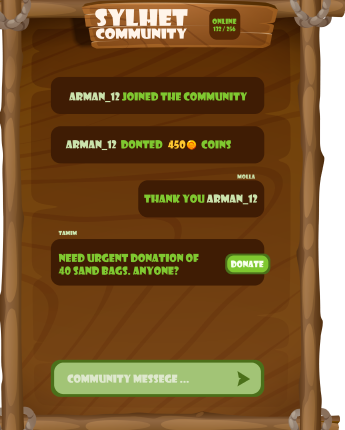 SYLHET
COMMUNITY
ONLINE
132 / 256
ARMAN_12 JOINED THE COMMUNITY
ARMAN_12 DONTED 450 COINS
MOLLA
THANK YOU ARMAN_12
TAMIM
NEED URGENT DONATION OF
40 SAND BAGS. ANYONE?
DONATE
COMMUNITY MESSEGE ...